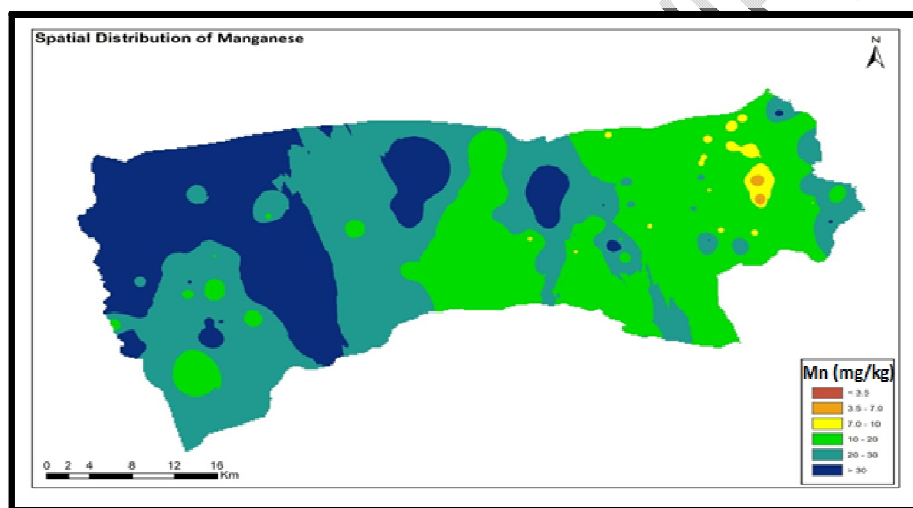 Spatial Distribution of Manganese
N
Mn (mg/kg)
< 3.5
3.5 - 7.0
7.0 - 10
10 - 20
20 - 30
> 30
0 2 4 8 12 16
Km